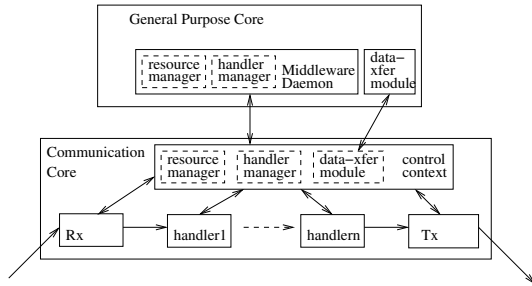 General Purpose Core
resource
manager
handler
manager
Middleware
Daemon
data-
xfer
module
Communication
Core
resource
manager
handler
manager
data-xfer
module
control
context
Rx
handler1
handlern
Tx